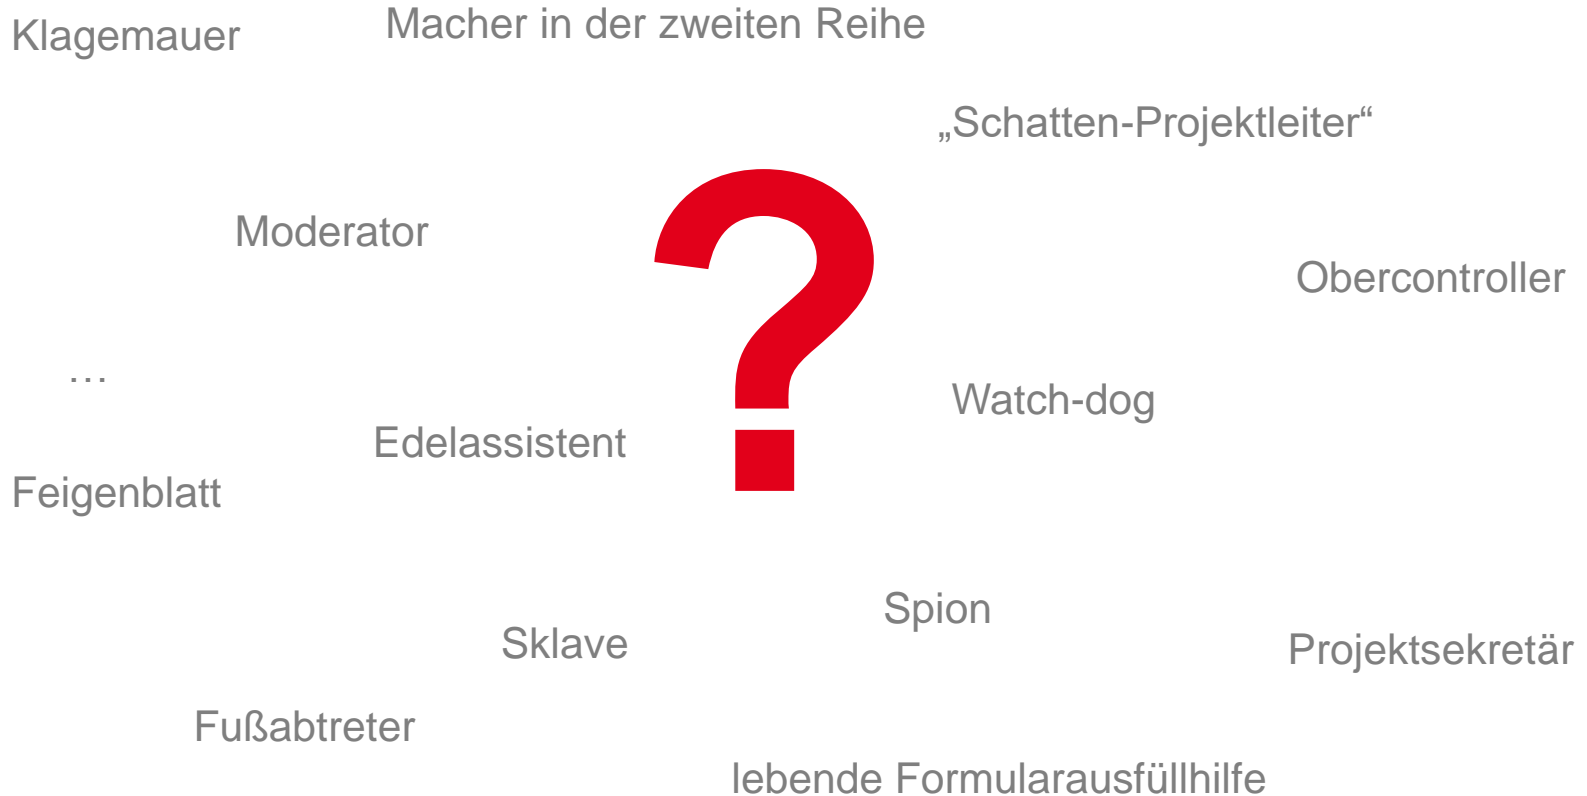 Klagemauer
Macher in der zweiten Reihe
„Schatten-Projektleiter“
Moderator
Obercontroller
?
…
Watch-dog
Edelassistent
Feigenblatt
Spion
Sklave
Projektsekretär
Fußabtreter
lebende Formularausfüllhilfe